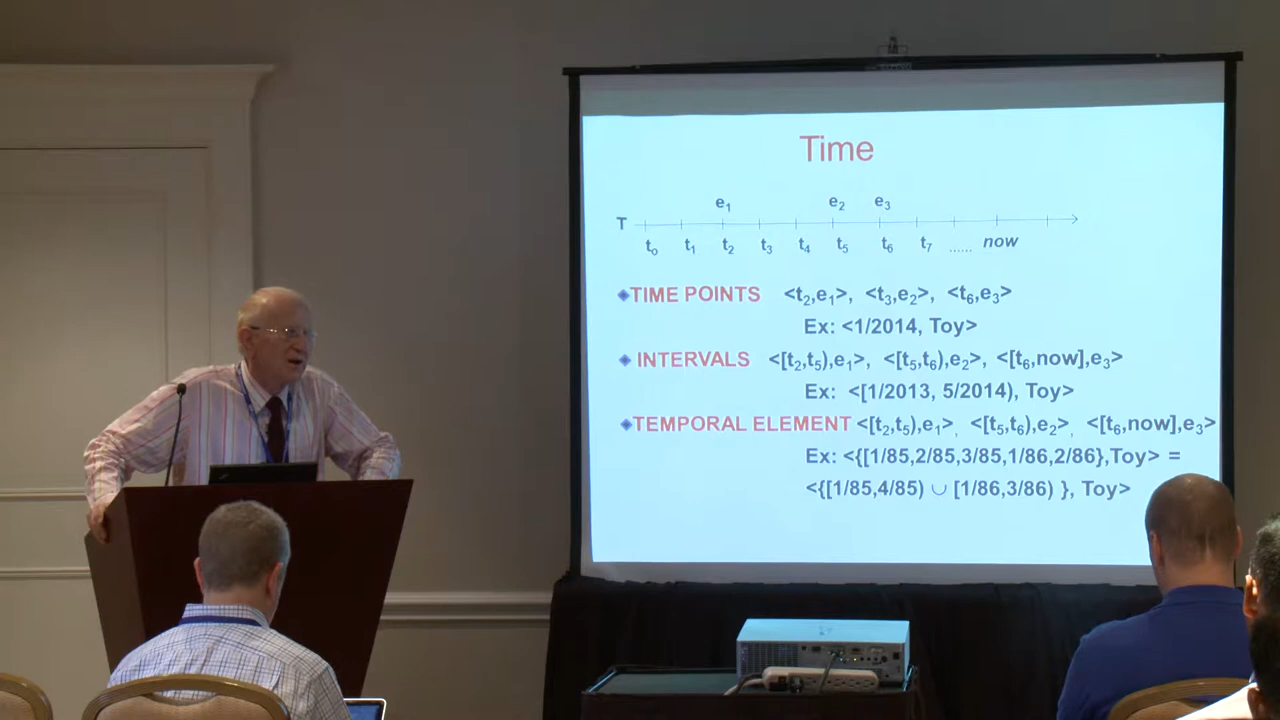 Time
e₁ e₂ e₃
T
t₀ t₁ t₂ t₃ t₄ t₅ t₆ t₇ ...... now
TIME POINTS <t₂,e₁>, <t₃,e₂>, <t₆,e₃>
Ex: <1/2014, Toy>
INTERVALS <[t₂,t₅),e₁>, <[t₅,t₆),e₂>, <[t₆,now],e₃>
Ex: <[1/2013, 5/2014), Toy>
TEMPORAL ELEMENT <[t₂,t₅),e₁>, <[t₅,t₆),e₂>, <[t₆,now],e₃>
Ex: <{[1/85,2/85,3/85,1/86,2/86},Toy> =
<{[1/85,4/85) ∪ [1/86,3/86) }, Toy>